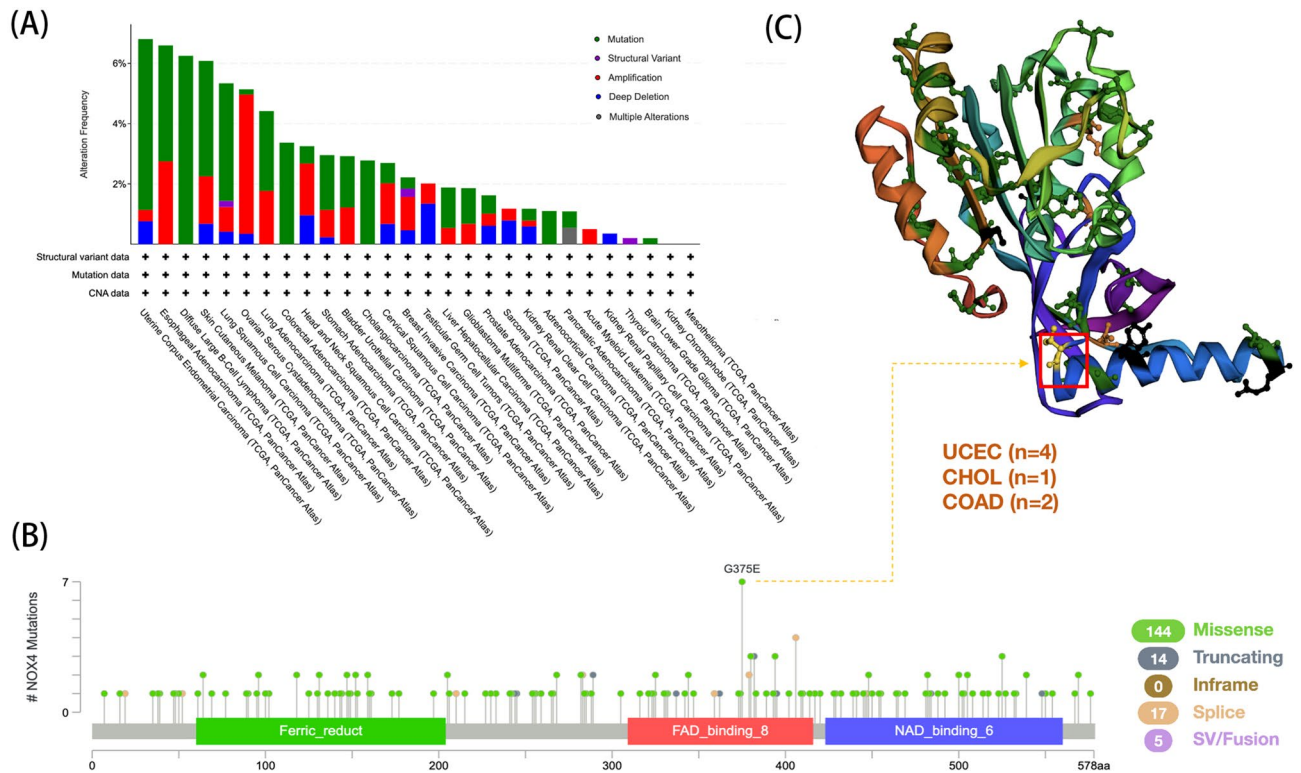 (A)
Alteration Frequency
6%
4%
2%
Mutation
Structural Variant
Amplification
Deep Deletion
Multiple Alterations
Structural variant data + + + + + + + + + + + + + + + + + + + + + + + + + + + +
Mutation data + + + + + + + + + + + + + + + + + + + + + + + + + + + +
CNA data + + + + + + + + + + + + + + + + + + + + + + + + + + + +
Uterine Corpus Endometrial Carcinoma (TCGA, PanCancer Atlas)
Esophageal Adenocarcinoma (TCGA, PanCancer Atlas)
Diffuse Large B-Cell Lymphoma (TCGA, PanCancer Atlas)
Skin Cutaneous Melanoma (TCGA, PanCancer Atlas)
Lung Squamous Cell Carcinoma (TCGA, PanCancer Atlas)
Ovarian Serous Cystadenocarcinoma (TCGA, PanCancer Atlas)
Lung Adenocarcinoma (TCGA, PanCancer Atlas)
Colorectal Adenocarcinoma (TCGA, PanCancer Atlas)
Head and Neck Squamous Cell Carcinoma (TCGA, PanCancer Atlas)
Stomach Adenocarcinoma (TCGA, PanCancer Atlas)
Bladder Urothelial Carcinoma (TCGA, PanCancer Atlas)
Cholangiocarcinoma (TCGA, PanCancer Atlas)
Cervical Squamous Cell Carcinoma (TCGA, PanCancer Atlas)
Breast Invasive Carcinoma (TCGA, PanCancer Atlas)
Testicular Germ Cell Tumors (TCGA, PanCancer Atlas)
Liver Hepatocellular Carcinoma (TCGA, PanCancer Atlas)
Glioblastoma Multiforme (TCGA, PanCancer Atlas)
Prostate Adenocarcinoma (TCGA, PanCancer Atlas)
Sarcoma (TCGA, PanCancer Atlas)
Kidney Renal Clear Cell Carcinoma (TCGA, PanCancer Atlas)
Adrenocortical Carcinoma (TCGA, PanCancer Atlas)
Pancreatic Adenocarcinoma (TCGA, PanCancer Atlas)
Acute Myeloid Leukemia (TCGA, PanCancer Atlas)
Kidney Renal Papillary Cell Carcinoma (TCGA, PanCancer Atlas)
Thyroid Carcinoma (TCGA, PanCancer Atlas)
Brain Lower Grade Glioma (TCGA, PanCancer Atlas)
Kidney Chromophobe (TCGA, PanCancer Atlas)
Mesothelioma (TCGA, PanCancer Atlas)
(C)
UCEC (n=4)
CHOL (n=1)
COAD (n=2)
(B)
# NOX4 Mutations
7
0
G375E
Ferric_reduct
FAD_binding_8
NAD_binding_6
0 100 200 300 400 500 578aa
144 Missense
14 Truncating
0 Inframe
17 Splice
5 SV/Fusion